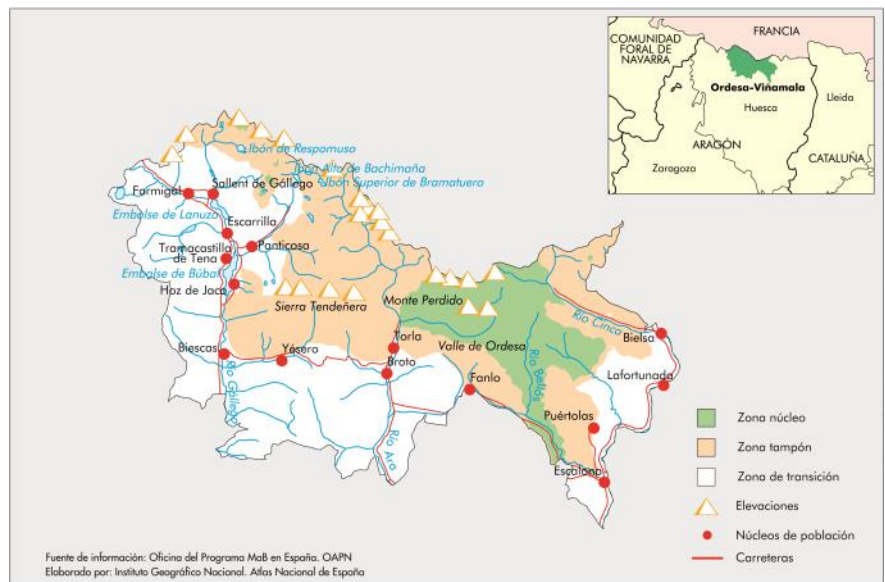 FRANCIA
COMUNIDAD
FORAL DE
NAVARRA
Ordesa-Viñamala
Huesca
Lleida
ARAGÓN
Zaragoza
CATALUÑA
Ibón de Respomuso
Ibón Alto de Bachimaña
Ibón Superior de Bramatuero
Formigal
Sallent de Gállego
Embalse de Lanuza
Escarrilla
Tramacastilla
de Tena
Panticosa
Embalse de Búbal
Hoz de Jaca
Sierra Tendeñera
Monte Perdido
Río Cinca
Bielsa
Biescas
Yésero
Torla
Valle de Ordesa
Broto
Fanlo
Río Bellós
Lafortunada
Río Gállego
Puértolas
Río Ara
Escalona
Zona núcleo
Zona tampón
Zona de transición
Elevaciones
Núcleos de población
Carreteras
Fuente de información: Oficina del Programa MaB en España. OAPN
Elaborado por: Instituto Geográfico Nacional. Atlas Nacional de España